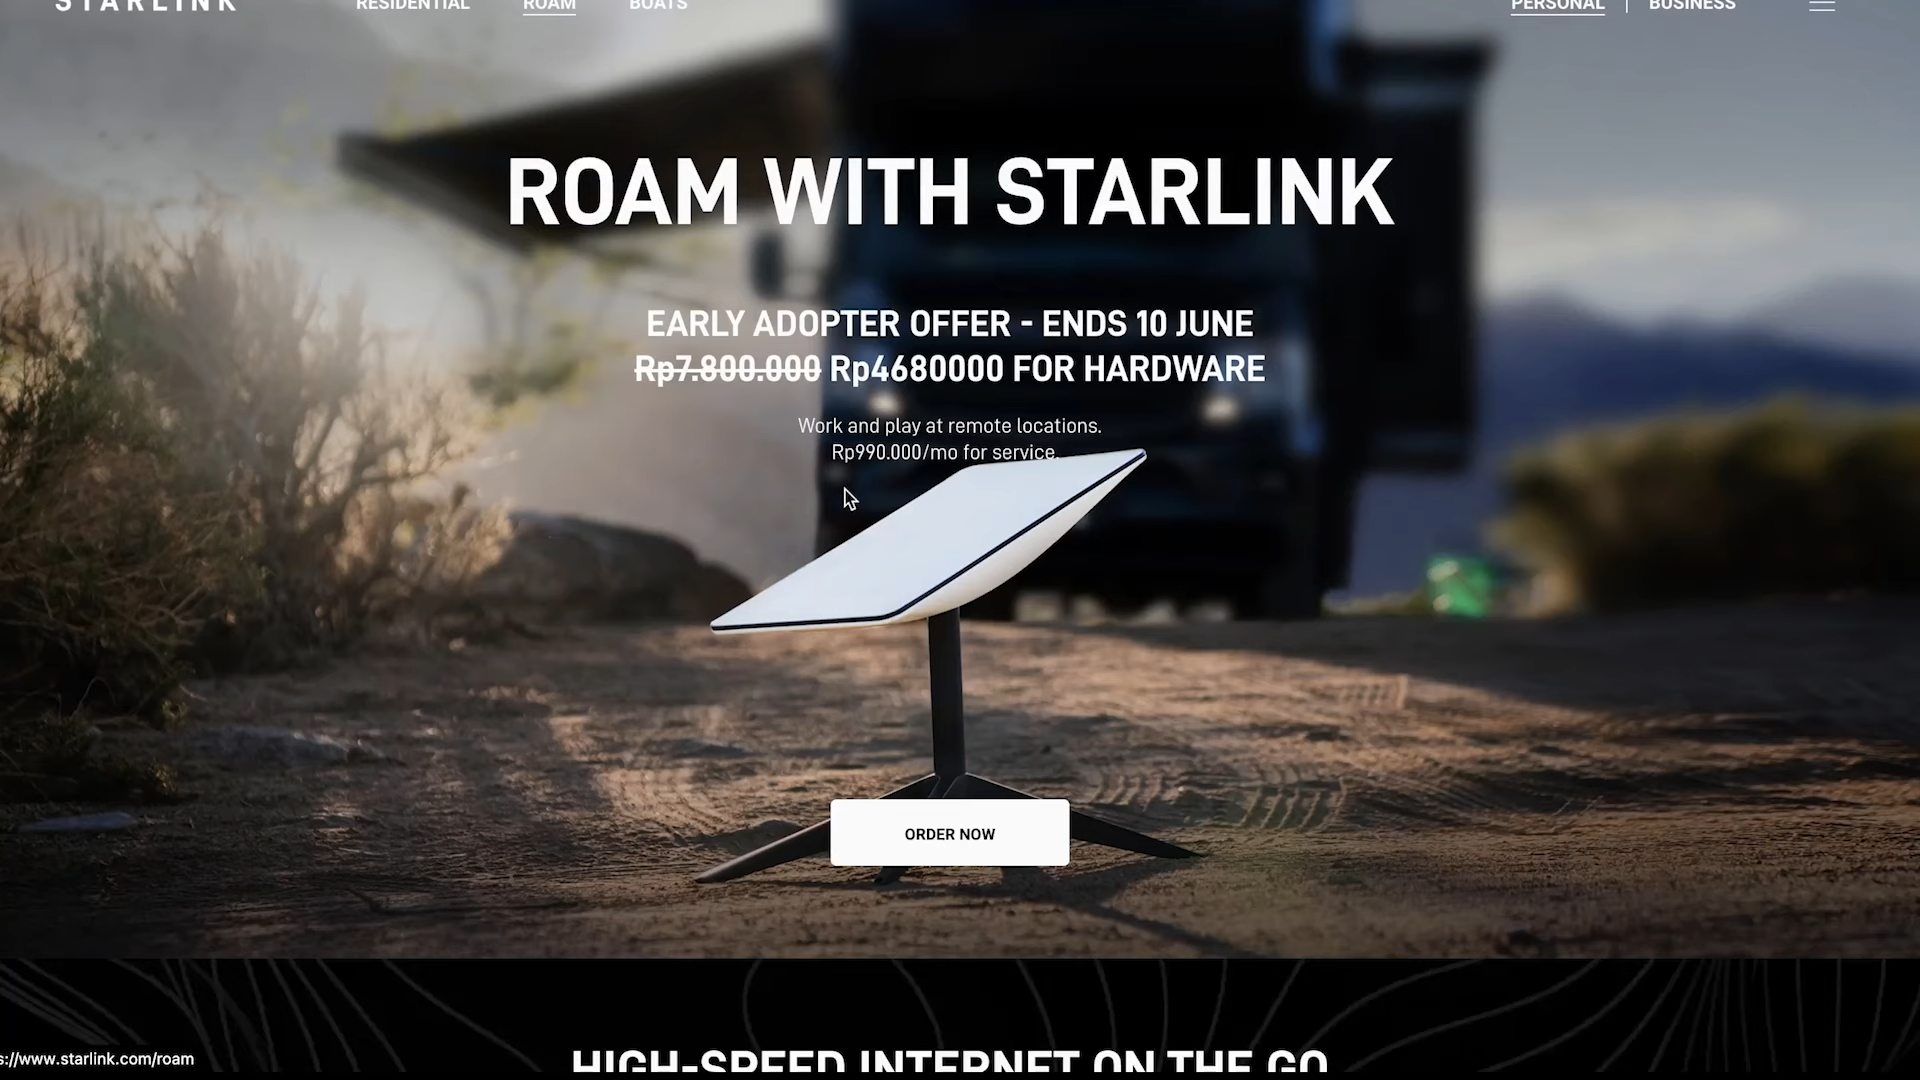 STARLINK
RESIDENTIAL ROAM BOATS
PERSONAL | BUSINESS
ROAM WITH STARLINK
EARLY ADOPTER OFFER - ENDS 10 JUNE
Rp7.800.000 Rp4680000 FOR HARDWARE
Work and play at remote locations.
Rp990.000/mo for service.
ORDER NOW
HIGH-SPEED INTERNET ON THE GO
s://www.starlink.com/roam